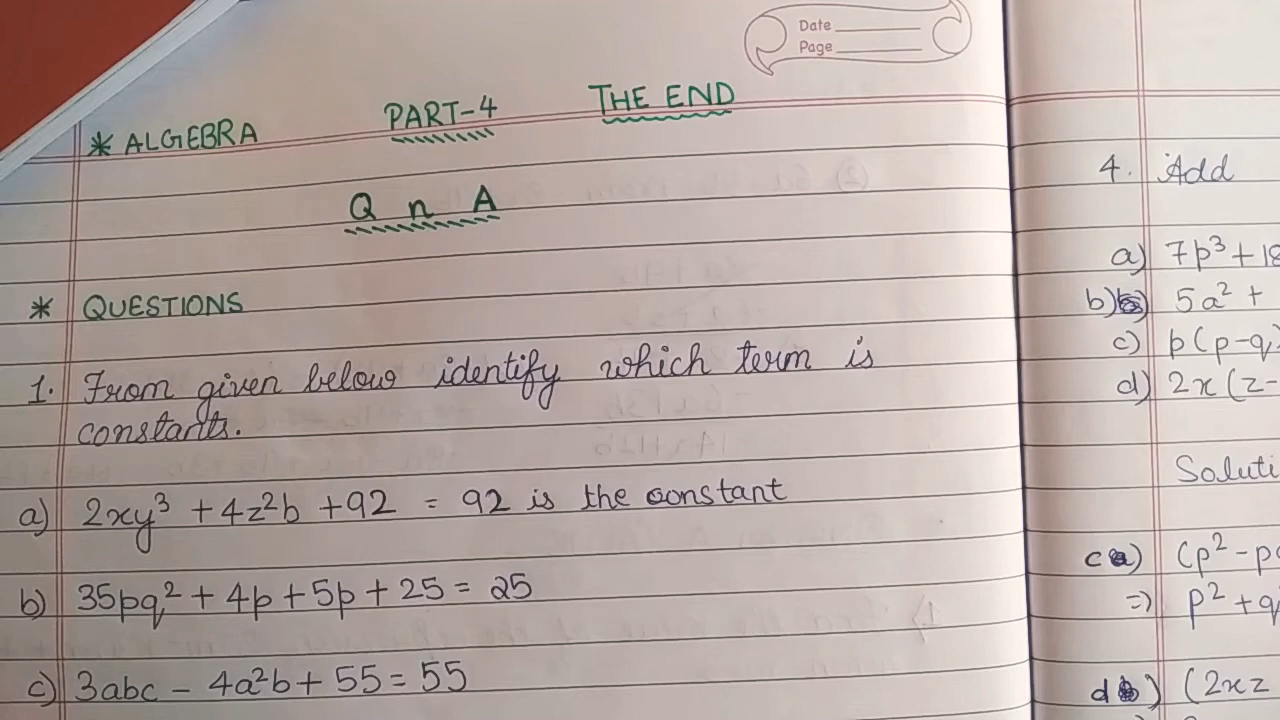 Date
Page
* ALGEBRA PART-4 THE END
Q n A
* QUESTIONS
1. From given below identify which term is
constants.
a) 2xy³ + 4z²b + 92 = 92 is the constant
b) 35pq² + 4p + 5p + 25 = 25
c) 3abc - 4a²b + 55 = 55
4. Add
a) 7p³ + 18
b) 5a² +
c) p(p-q)
d) 2x(z-
Soluti
c) (p² - p
=) p² + q
d) (2xz